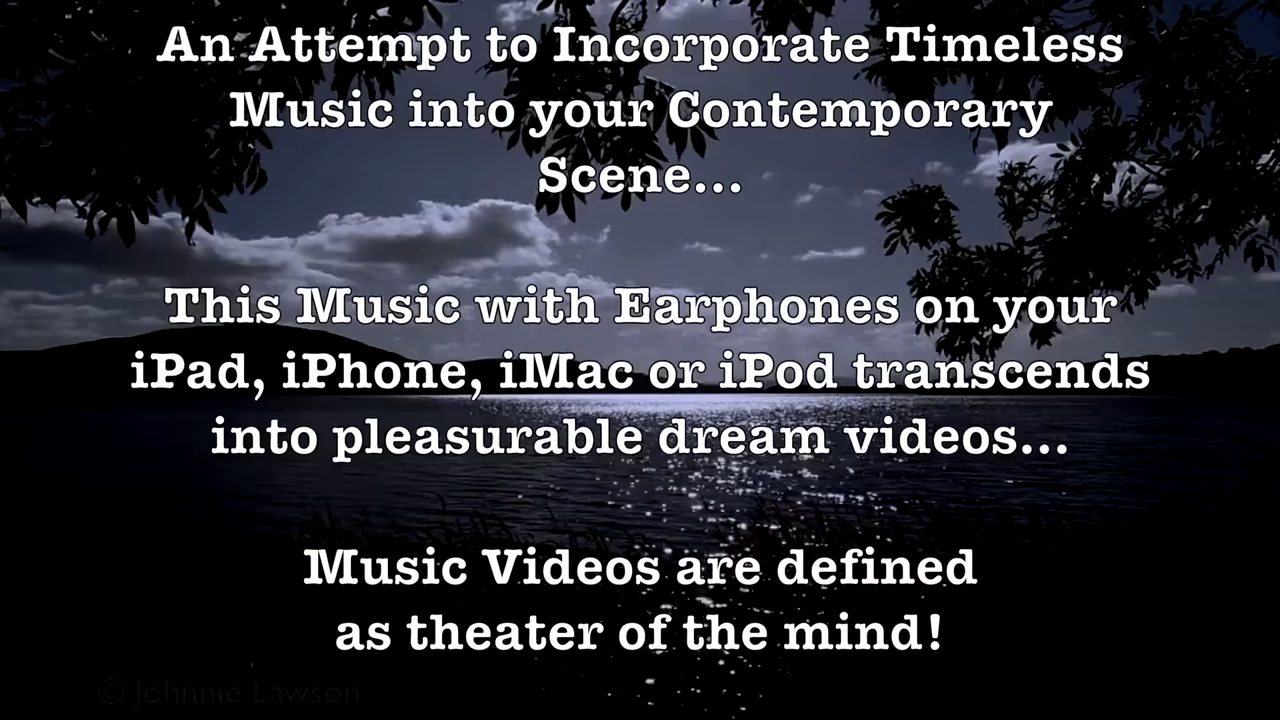 An Attempt to Incorporate Timeless
Music into your Contemporary
Scene...
This Music with Earphones on your
iPad, iPhone, iMac or iPod transcends
into pleasurable dream videos...
Music Videos are defined
as theater of the mind!
© Johnnie Lawson